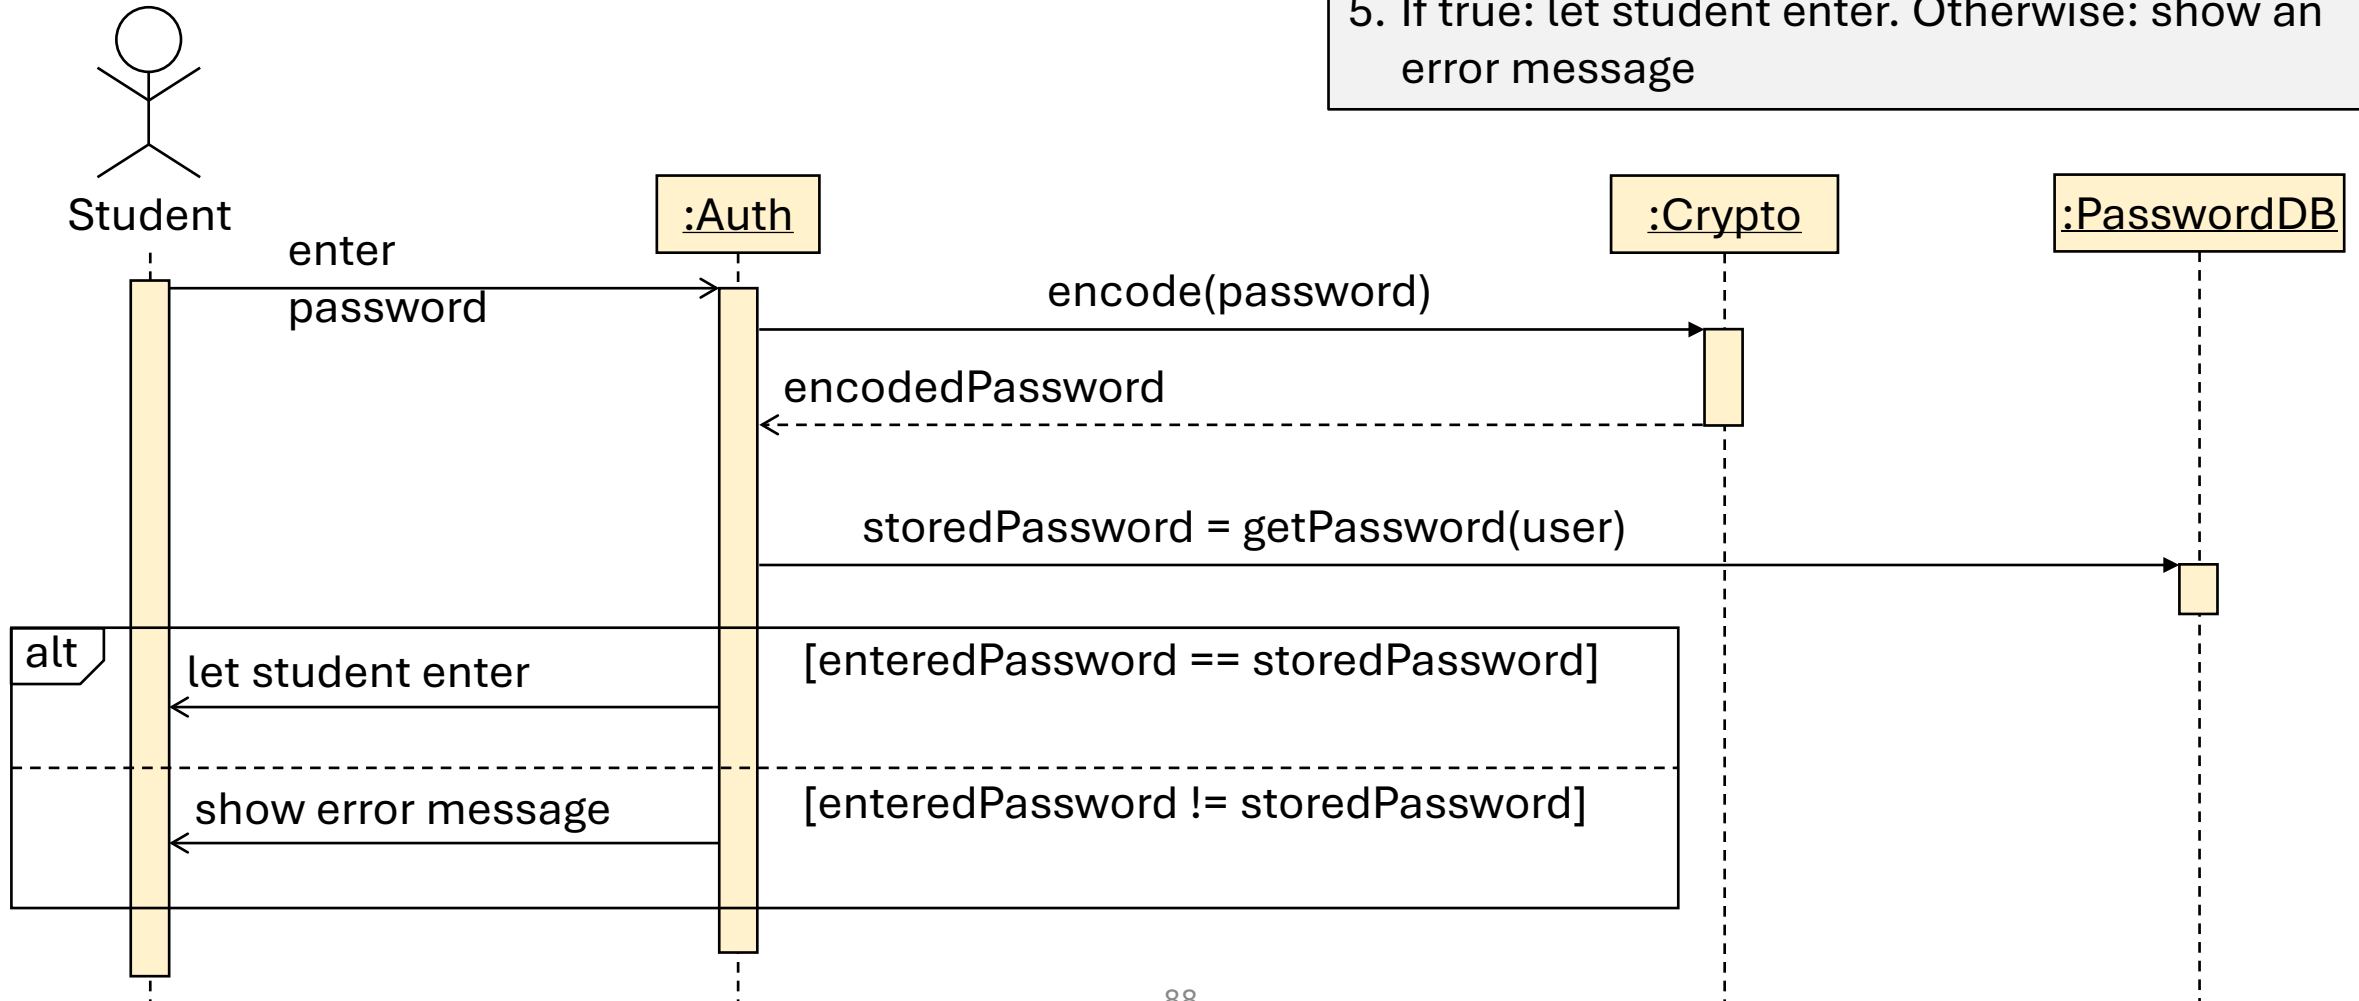 5. If true: let student enter. Otherwise: show an
error message
Student
:Auth
:Crypto
:PasswordDB
enter
password
encode(password)
encodedPassword
storedPassword = getPassword(user)
alt
[enteredPassword == storedPassword]
let student enter
[enteredPassword != storedPassword]
show error message
88